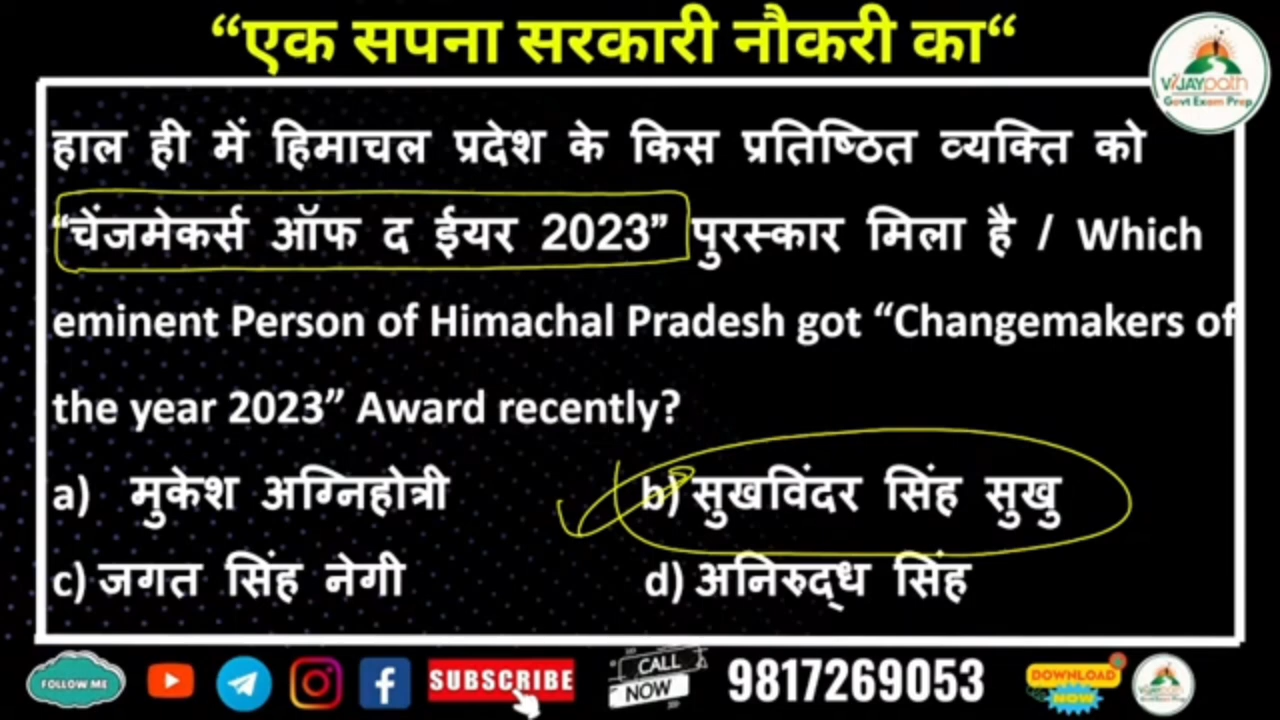 “एक सपना सरकारी नौकरी का“
VIJAYpath
Govt Exam Prep
हाल ही में हिमाचल प्रदेश के किस प्रतिष्ठित व्यक्ति को
“चेंजमेकर्स ऑफ द ईयर 2023” पुरस्कार मिला है / Which
eminent Person of Himachal Pradesh got “Changemakers of
the year 2023” Award recently?
a) मुकेश अग्निहोत्री b) सुखविंदर सिंह सुखु
c) जगत सिंह नेगी d) अनिरुद्ध सिंह
FOLLOW ME SUBSCRIBE CALL NOW 9817269053 DOWNLOAD NOW